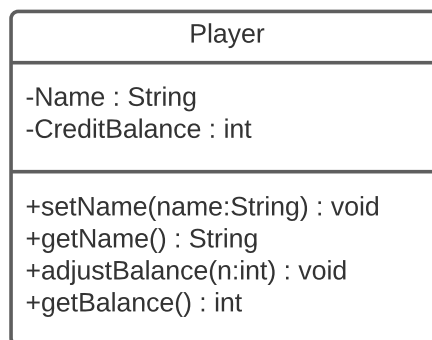 Player
-Name : String
-CreditBalance : int
+setName(name:String) : void
+getName() : String
+adjustBalance(n:int) : void
+getBalance() : int